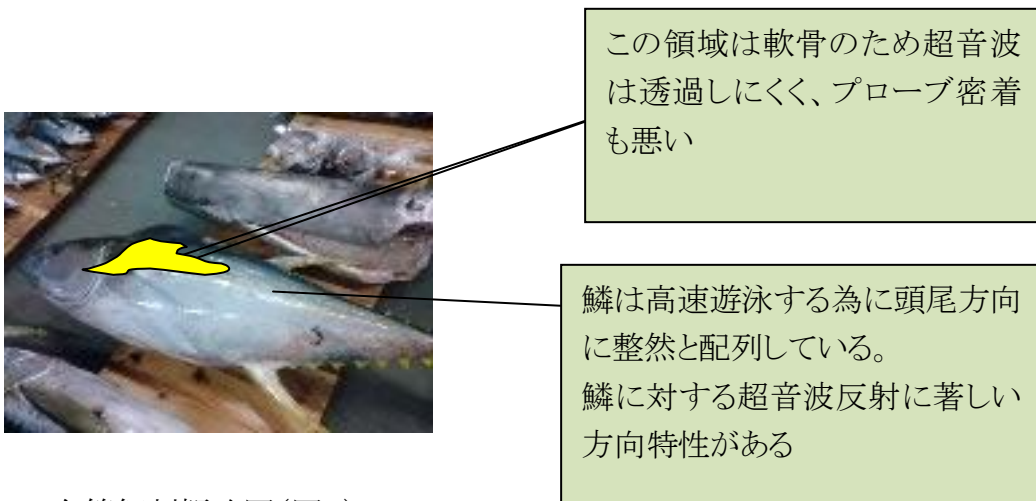 この領域は軟骨のため超音波
は透過しにくく、プローブ密着
も悪い
鱗は高速遊泳する為に頭尾方向
に整然と配列している。
鱗に対する超音波反射に著しい
方向特性がある